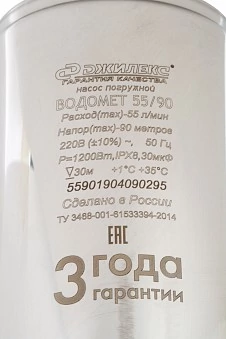 ДЖИЛЕКС
ГАРАНТИЯ КАЧЕСТВА
насос погружной
ВОДОМЕТ 55/90
Расход(max)-55 л/мин
Напор(max)-90 метров
220В (±10%) ~, 50 Гц
P=1200Вт, IPX8, 30мкФ
▽30м +1°C ÷35°C
55901904090295
Сделано в России
ТУ 3468-001-61533394-2014
ЕАС
3 года
гарантии